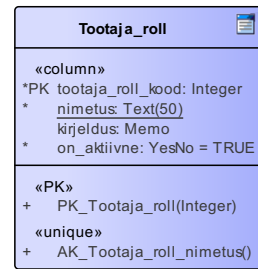 Tootaja_roll
«column»
*PK tootaja_roll_kood: Integer
* nimetus: Text(50)
kirjeldus: Memo
* on_aktiivne: YesNo = TRUE
«PK»
+ PK_Tootaja_roll(Integer)
«unique»
+ AK_Tootaja_roll_nimetus()